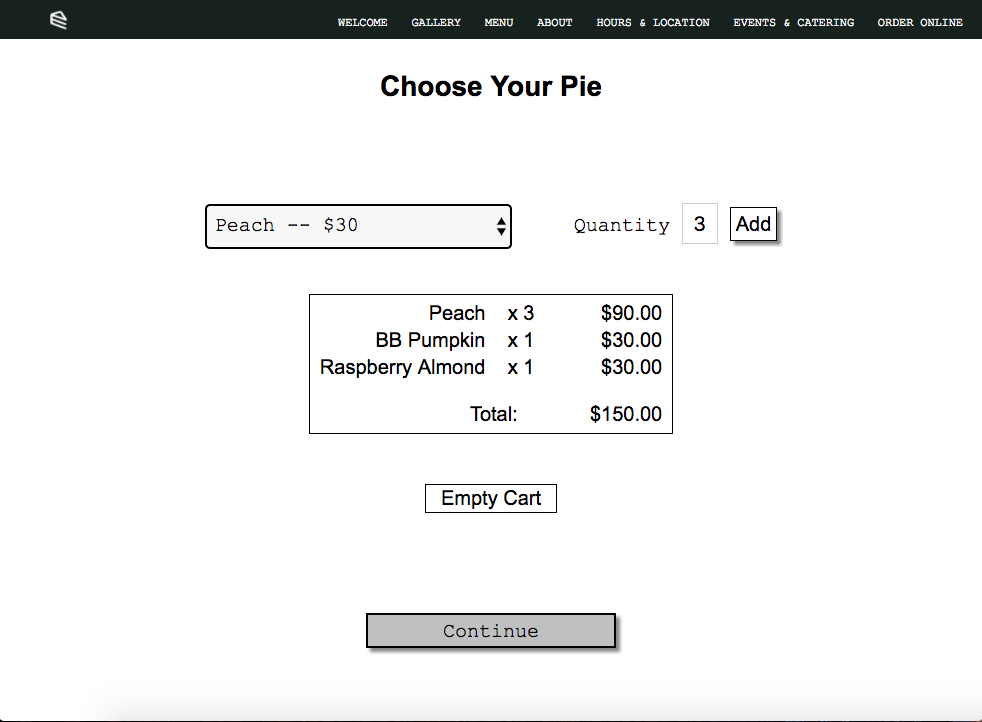 WELCOME GALLERY MENU ABOUT HOURS & LOCATION EVENTS & CATERING ORDER ONLINE
Choose Your Pie
Peach -- $30 Quantity 3 Add
Peach x 3 $90.00
BB Pumpkin x 1 $30.00
Raspberry Almond x 1 $30.00
Total: $150.00
Empty Cart
Continue